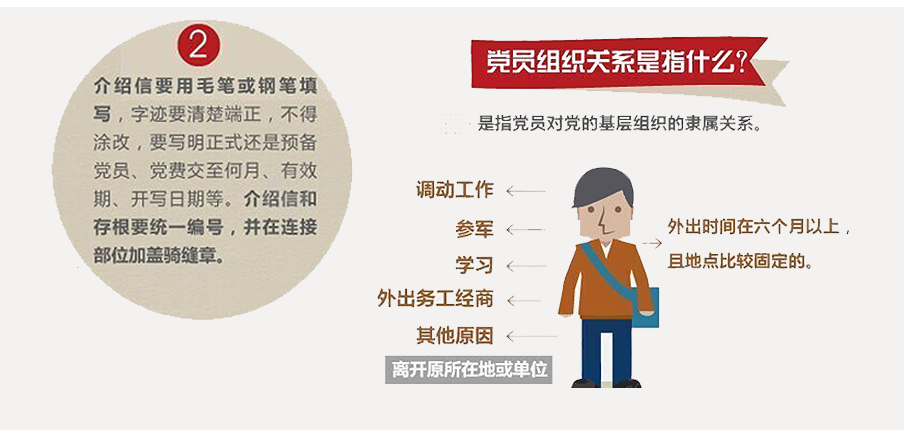 2
介绍信要用毛笔或钢笔填
写，字迹要清楚端正，不得
涂改，要写明正式还是预备
党员、党费交至何月、有效
期、开写日期等。介绍信和
存根要统一编号，并在连接
部位加盖骑缝章。
党员组织关系是指什么?
是指党员对党的基层组织的隶属关系。
调动工作
参军
学习
外出务工经商
其他原因
离开原所在地或单位
外出时间在六个月以上，
且地点比较固定的。